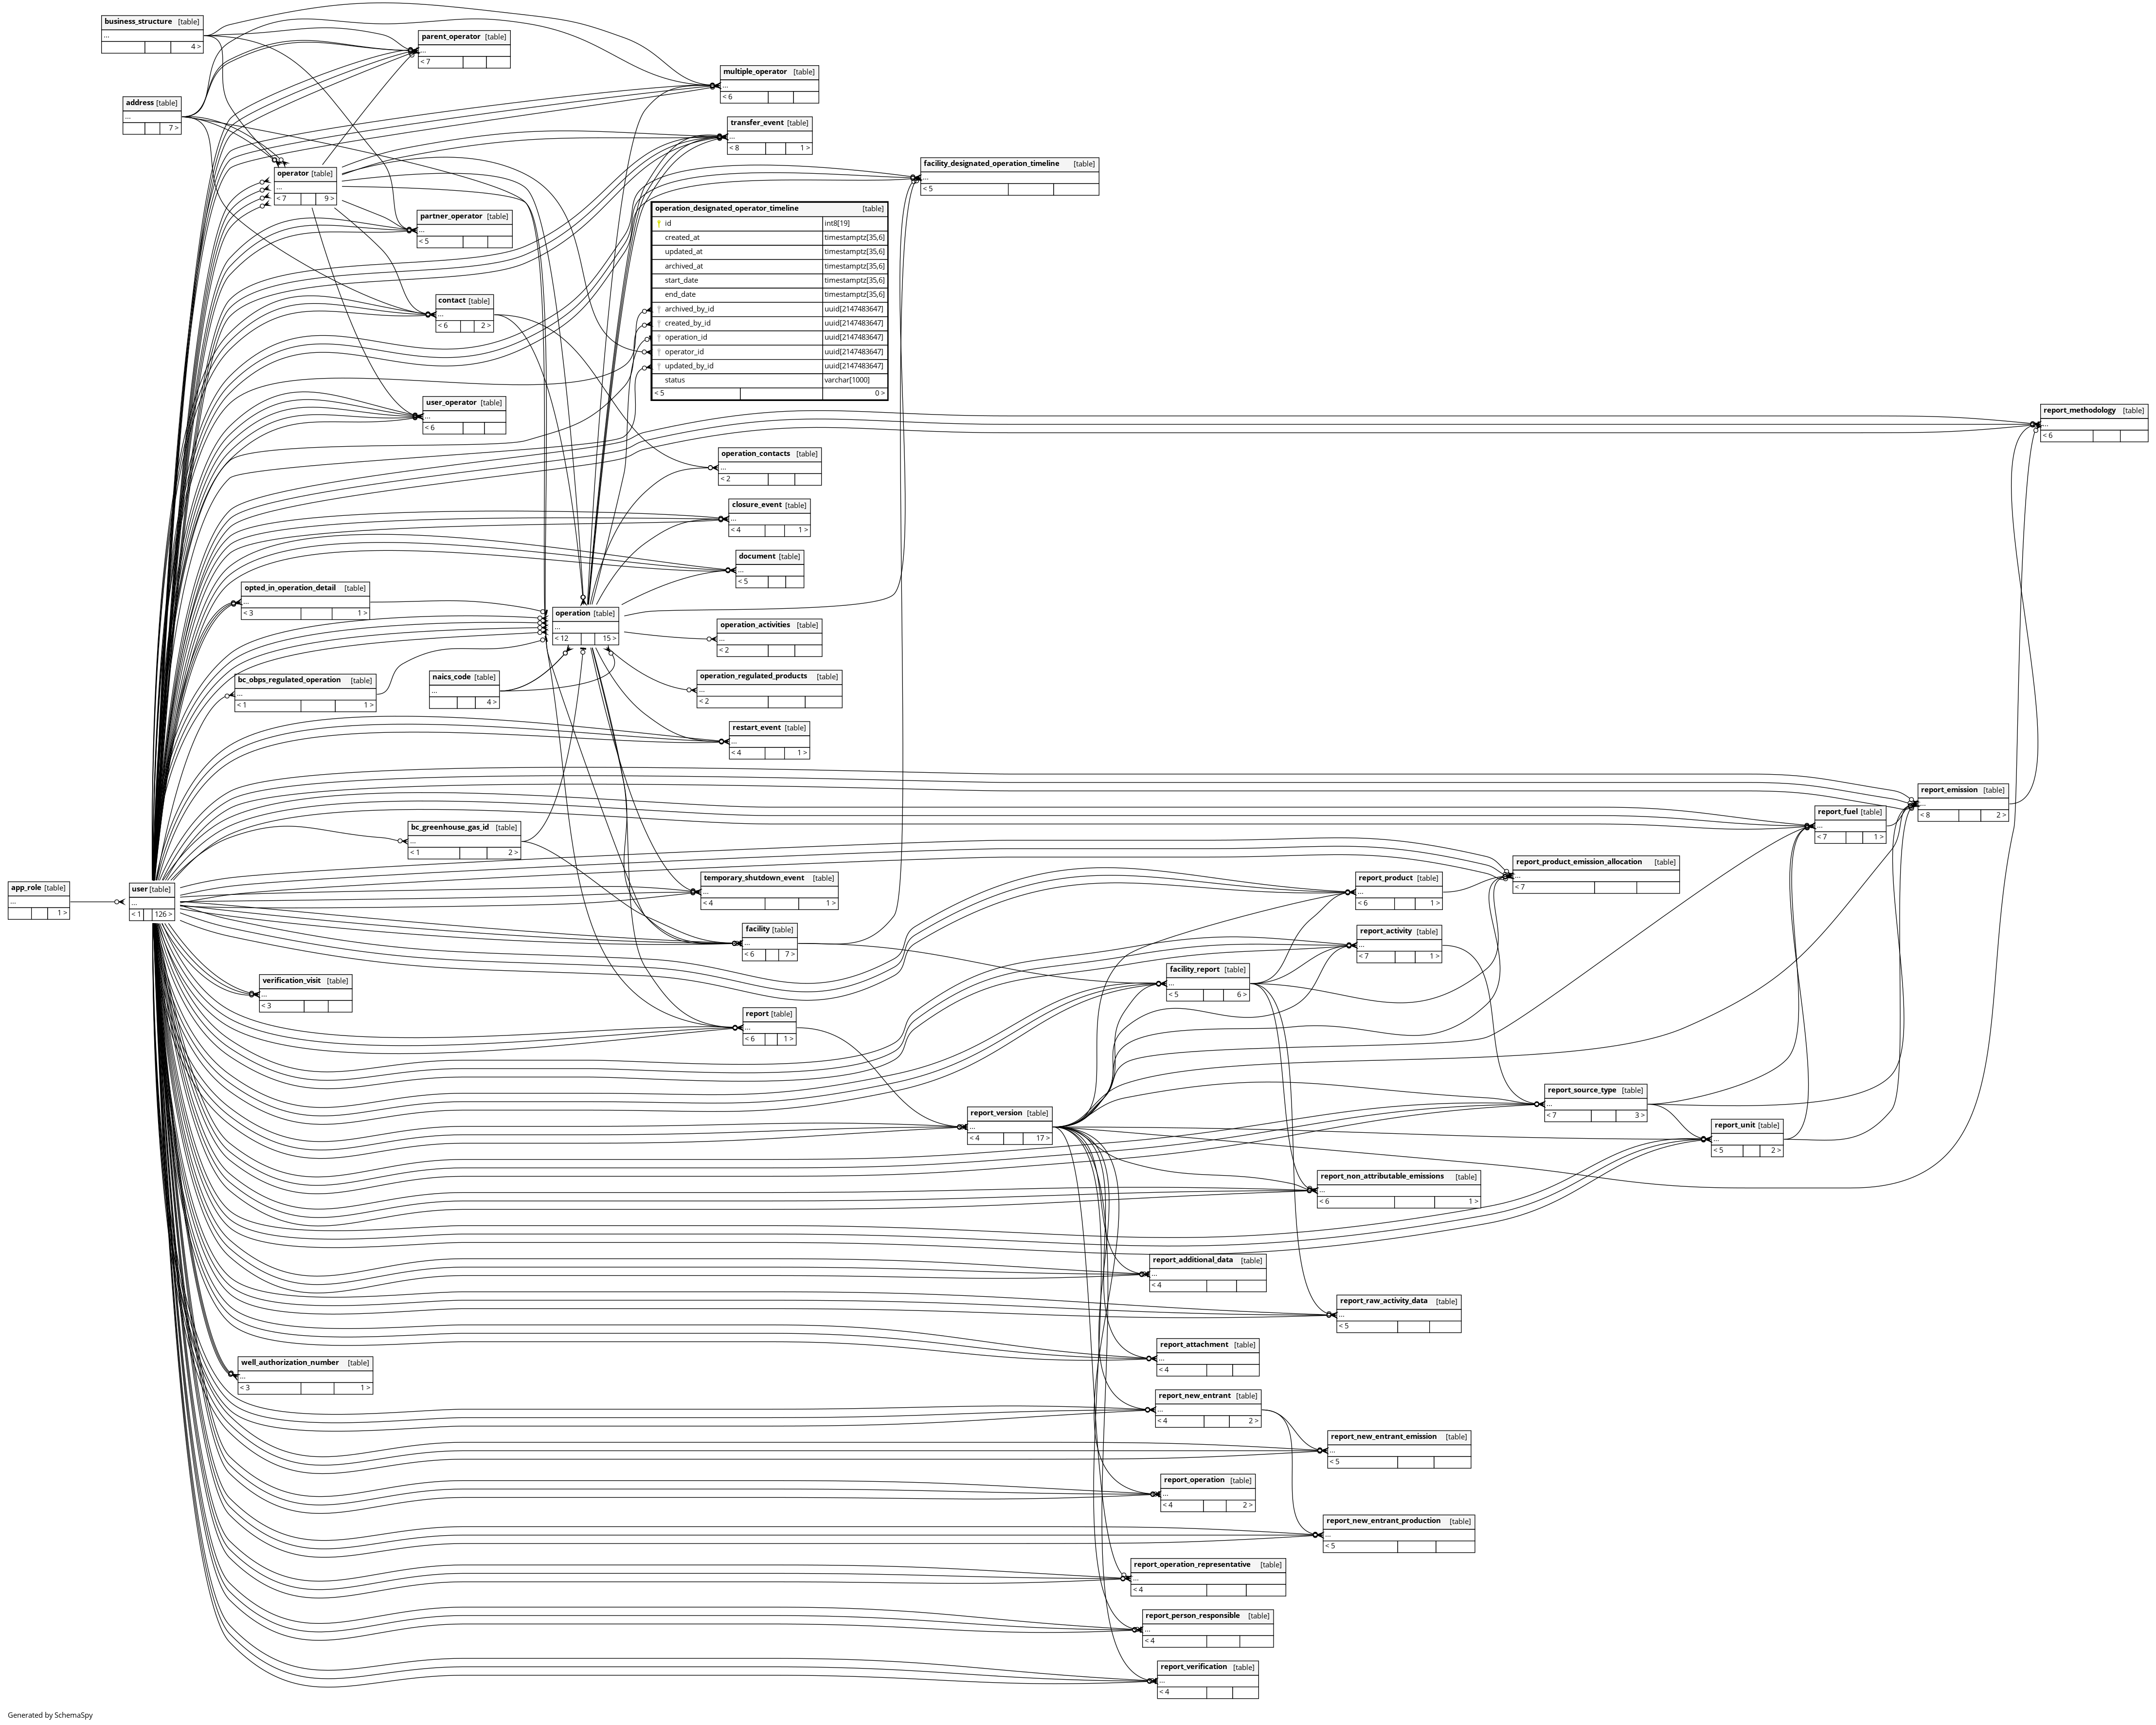 business_structure [table]
...
4 >
parent_operator [table]
...
< 7
multiple_operator [table]
...
< 6
address [table]
...
7 >
transfer_event [table]
...
< 8 1 >
facility_designated_operation_timeline [table]
...
< 5
operator [table]
...
< 7 9 >
partner_operator [table]
...
< 5
operation_designated_operator_timeline [table]
id int8[19]
created_at timestamptz[35,6]
updated_at timestamptz[35,6]
archived_at timestamptz[35,6]
start_date timestamptz[35,6]
end_date timestamptz[35,6]
archived_by_id uuid[2147483647]
created_by_id uuid[2147483647]
operation_id uuid[2147483647]
operator_id uuid[2147483647]
updated_by_id uuid[2147483647]
status varchar[1000]
< 5 0 >
contact [table]
...
< 6 2 >
user_operator [table]
...
< 6
report_methodology [table]
...
< 6
operation_contacts [table]
...
< 2
closure_event [table]
...
< 4 1 >
document [table]
...
< 5
opted_in_operation_detail [table]
...
< 3 1 >
operation [table]
...
< 12 15 >
operation_activities [table]
...
< 2
bc_obps_regulated_operation [table]
...
< 1 1 >
naics_code [table]
...
4 >
operation_regulated_products [table]
...
< 2
restart_event [table]
...
< 4 1 >
report_emission [table]
...
< 8 2 >
report_fuel [table]
...
< 7 1 >
bc_greenhouse_gas_id [table]
...
< 1 2 >
report_product_emission_allocation [table]
...
< 7
app_role [table]
...
1 >
user [table]
...
< 1 126 >
temporary_shutdown_event [table]
...
< 4 1 >
report_product [table]
...
< 6 1 >
facility [table]
...
< 6 7 >
report_activity [table]
...
< 7 1 >
verification_visit [table]
...
< 3
facility_report [table]
...
< 5 6 >
report [table]
...
< 6 1 >
report_source_type [table]
...
< 7 3 >
report_version [table]
...
< 4 17 >
report_unit [table]
...
< 5 2 >
report_non_attributable_emissions [table]
...
< 6 1 >
report_additional_data [table]
...
< 4
report_raw_activity_data [table]
...
< 5
report_attachment [table]
...
< 4
well_authorization_number [table]
...
< 3 1 >
report_new_entrant [table]
...
< 4 2 >
report_new_entrant_emission [table]
...
< 5
report_operation [table]
...
< 4 2 >
report_new_entrant_production [table]
...
< 5
report_operation_representative [table]
...
< 4
report_person_responsible [table]
...
< 4
report_verification [table]
...
< 4
Generated by SchemaSpy